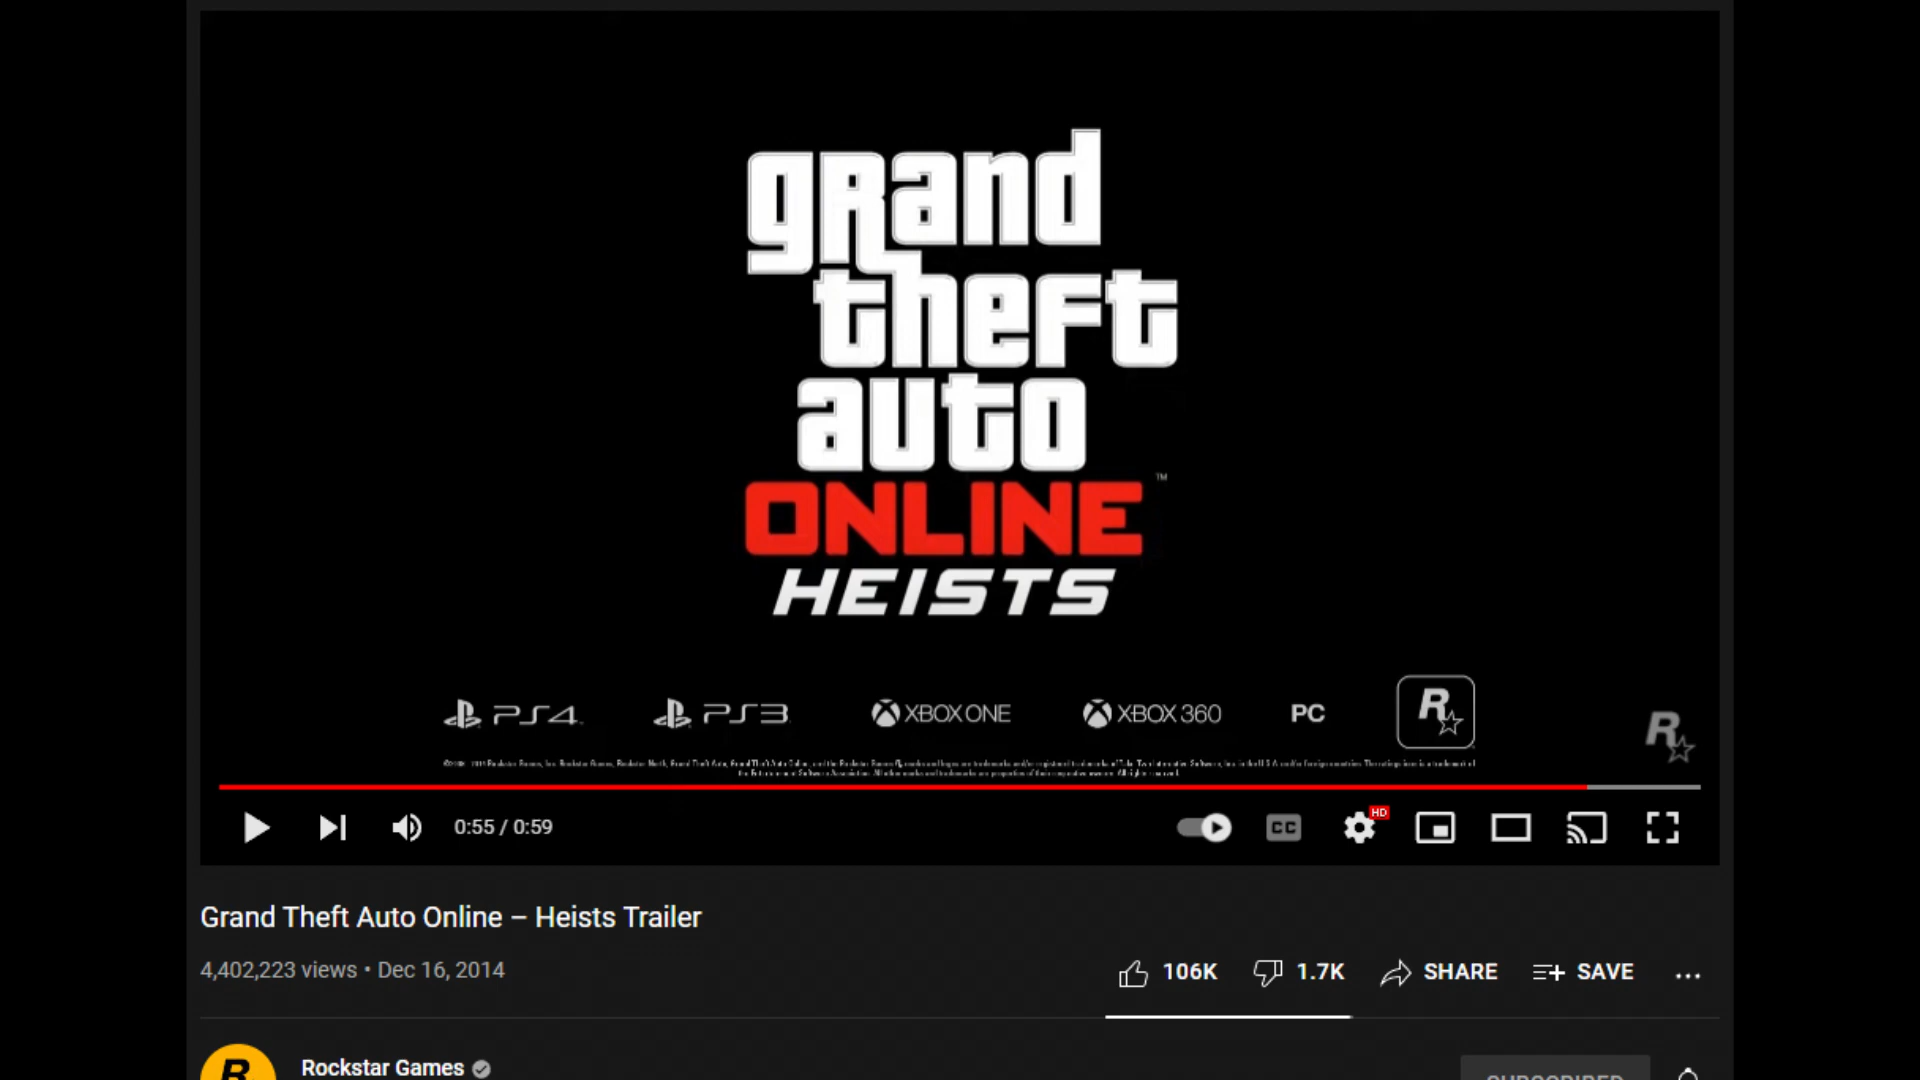 grand
theft
auto
ONLINE ™
HEISTS
PS4 PS3 XBOX ONE XBOX 360 PC R
R
0:55 / 0:59 CC HD
Grand Theft Auto Online – Heists Trailer
4,402,223 views • Dec 16, 2014
106K 1.7K SHARE SAVE
R Rockstar Games
SUBSCRIBED